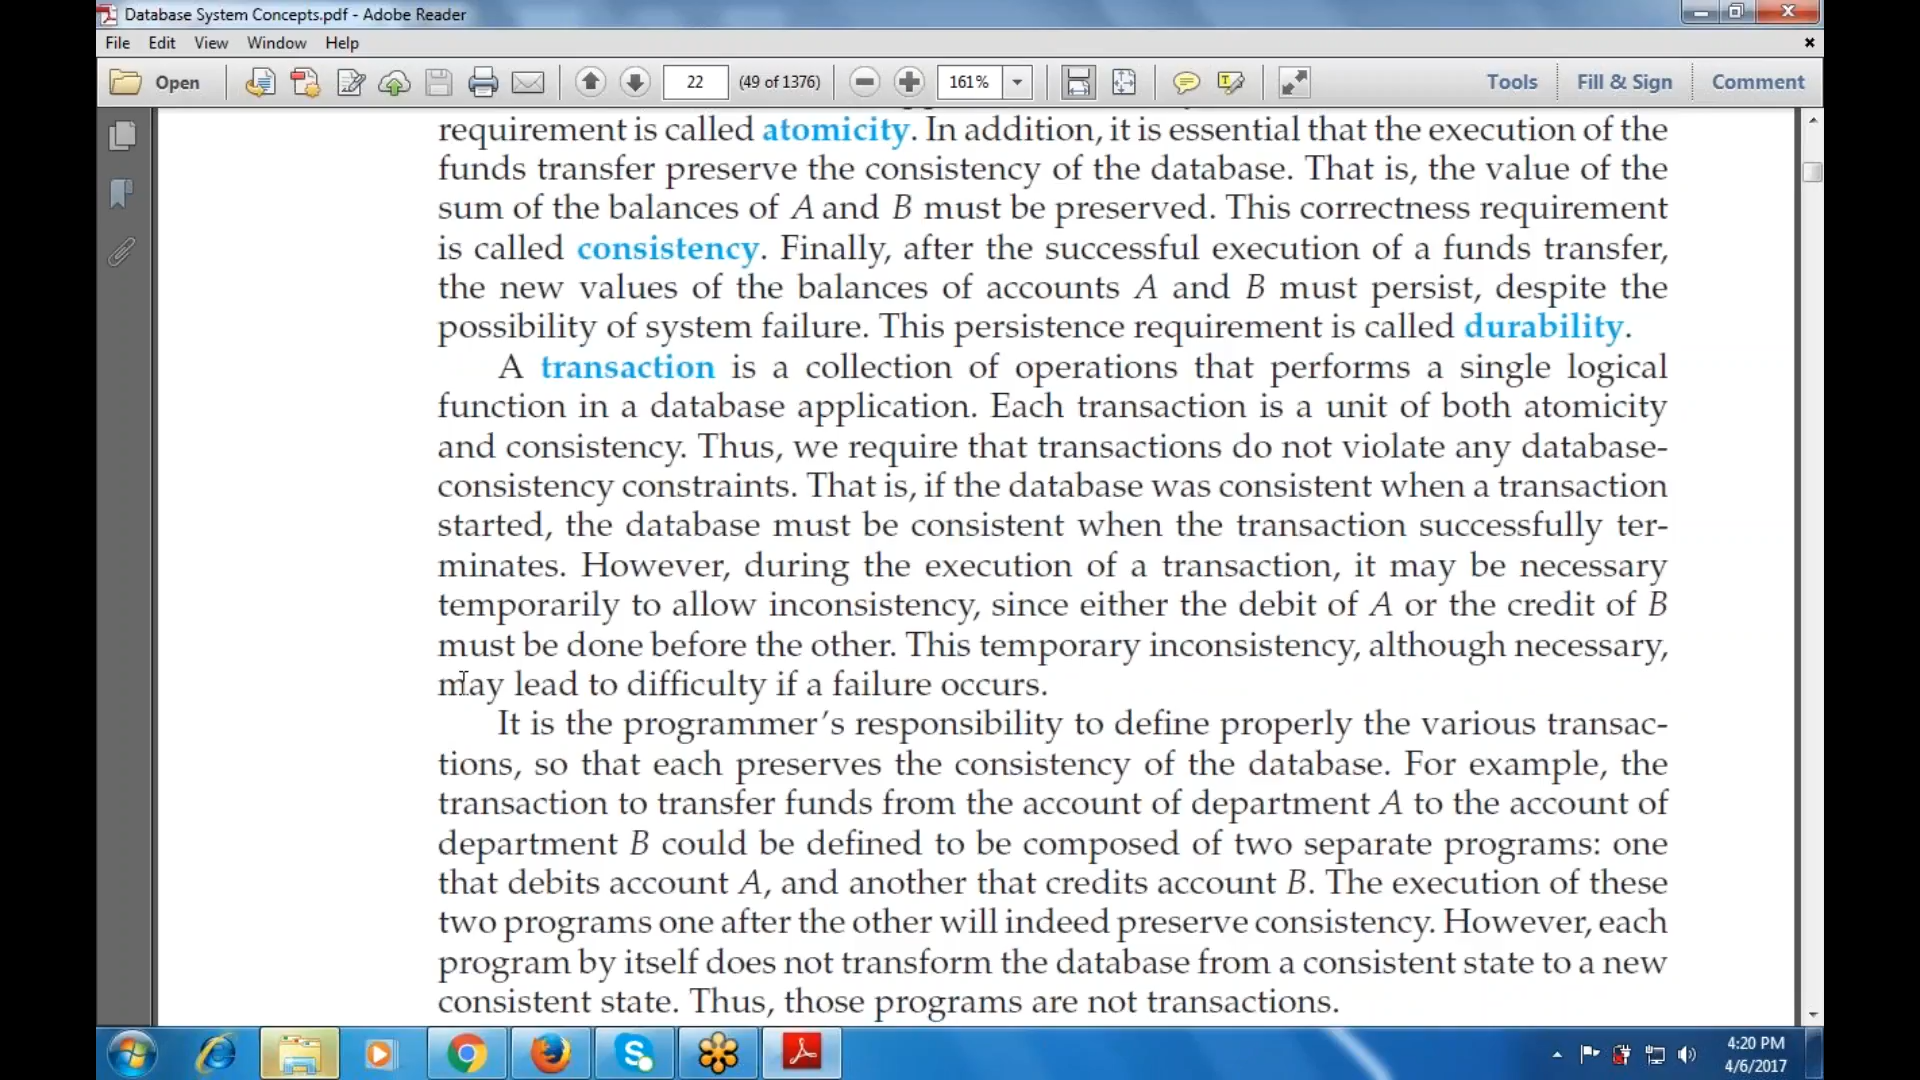 Database System Concepts.pdf - Adobe Reader
File Edit View Window Help
Open 22 (49 of 1376) 161% Tools Fill & Sign Comment
requirement is called atomicity. In addition, it is essential that the execution of the
funds transfer preserve the consistency of the database. That is, the value of the
sum of the balances of A and B must be preserved. This correctness requirement
is called consistency. Finally, after the successful execution of a funds transfer,
the new values of the balances of accounts A and B must persist, despite the
possibility of system failure. This persistence requirement is called durability.
A transaction is a collection of operations that performs a single logical
function in a database application. Each transaction is a unit of both atomicity
and consistency. Thus, we require that transactions do not violate any database-
consistency constraints. That is, if the database was consistent when a transaction
started, the database must be consistent when the transaction successfully ter-
minates. However, during the execution of a transaction, it may be necessary
temporarily to allow inconsistency, since either the debit of A or the credit of B
must be done before the other. This temporary inconsistency, although necessary,
may lead to difficulty if a failure occurs.
It is the programmer's responsibility to define properly the various transac-
tions, so that each preserves the consistency of the database. For example, the
transaction to transfer funds from the account of department A to the account of
department B could be defined to be composed of two separate programs: one
that debits account A, and another that credits account B. The execution of these
two programs one after the other will indeed preserve consistency. However, each
program by itself does not transform the database from a consistent state to a new
consistent state. Thus, those programs are not transactions.
4:20 PM
4/6/2017